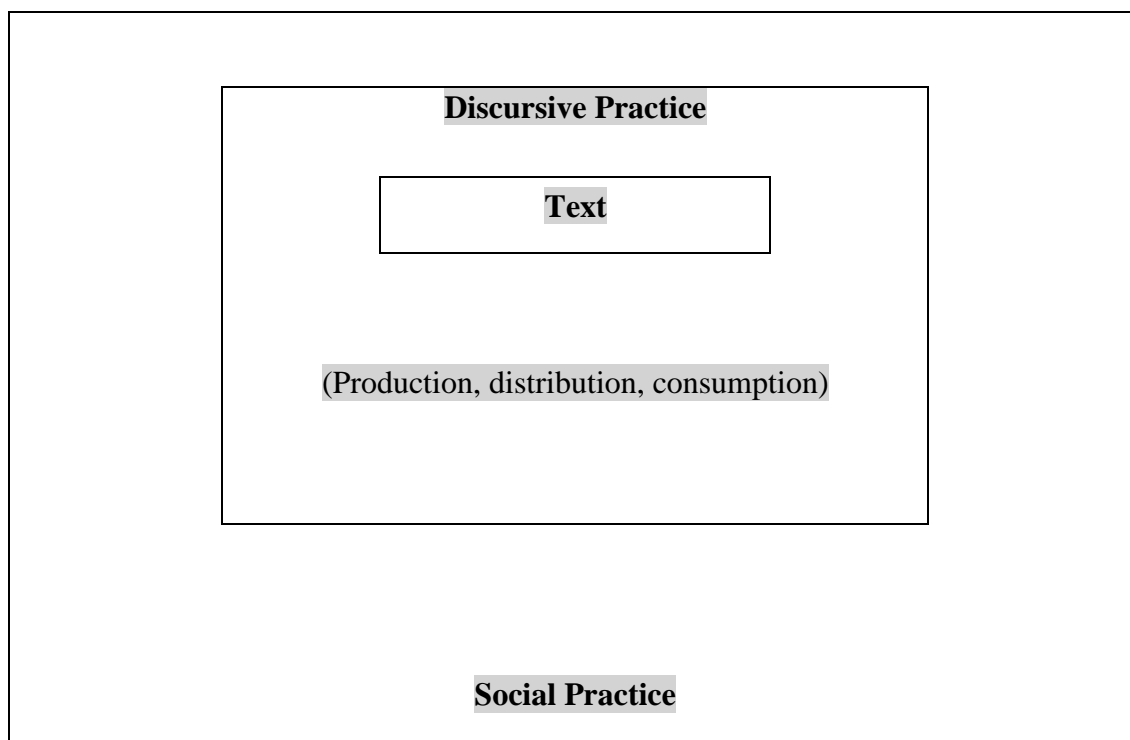 Discursive Practice
Text
(Production, distribution, consumption)
Social Practice